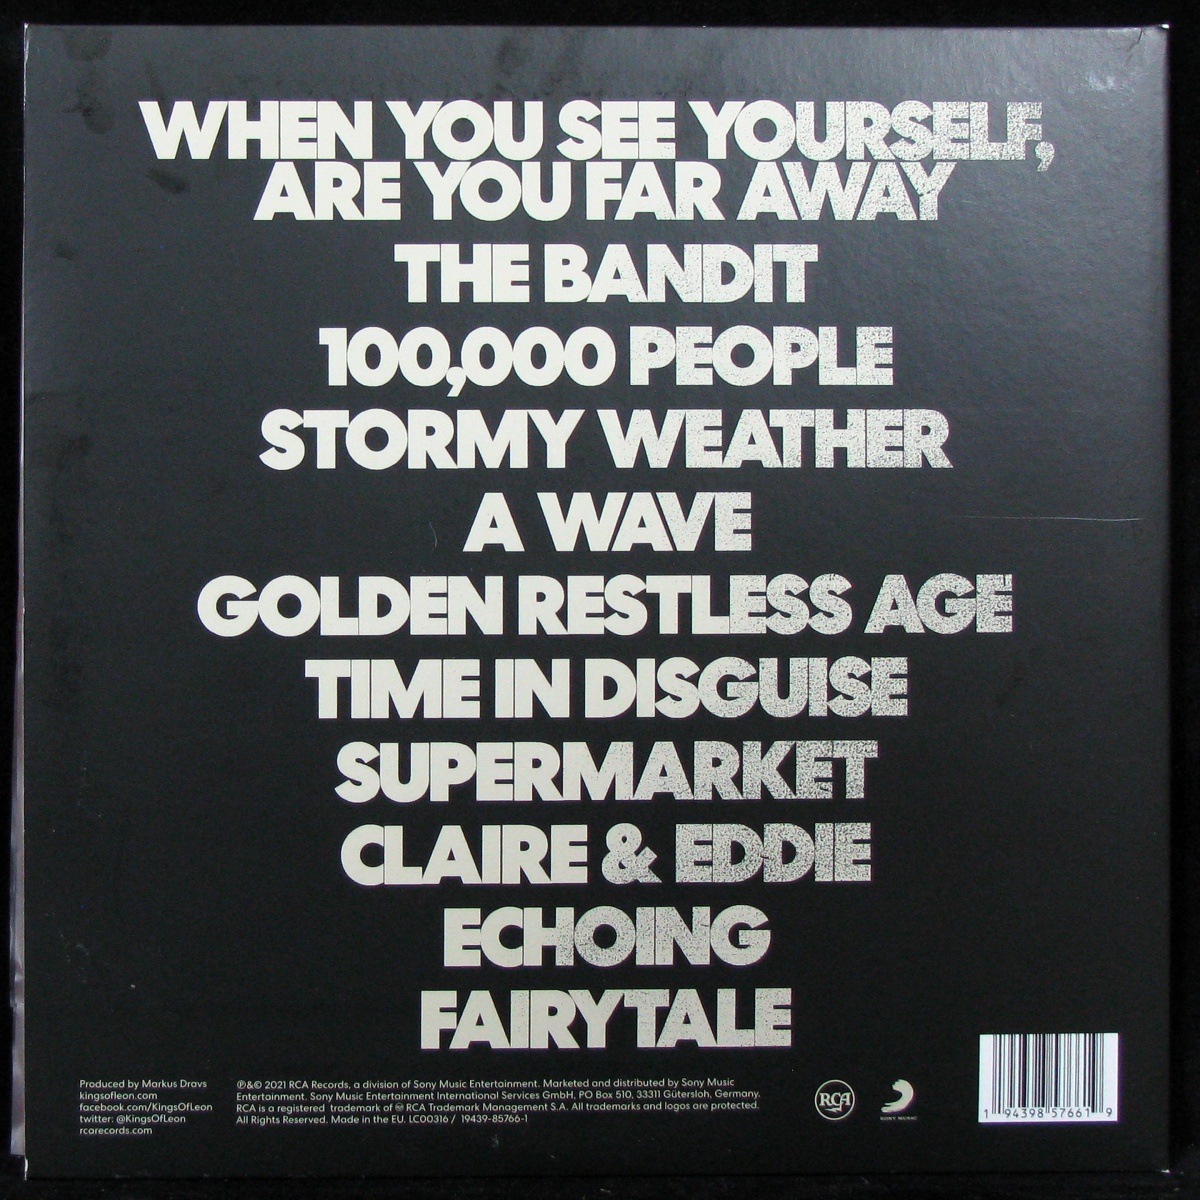 WHEN YOU SEE YOURSELF,
ARE YOU FAR AWAY
THE BANDIT
100,000 PEOPLE
STORMY WEATHER
A WAVE
GOLDEN RESTLESS AGE
TIME IN DISGUISE
SUPERMARKET
CLAIRE & EDDIE
ECHOING
FAIRYTALE
Produced by Markus Dravs
kingsofleon.com
facebook.com/KingsOfLeon
twitter: @KingsOfLeon
rcarecords.com
℗&© 2021 RCA Records, a division of Sony Music Entertainment. Marketed and distributed by Sony Music
Entertainment. Sony Music Entertainment International Services GmbH, PO Box 510, 33311 Gütersloh, Germany.
RCA is a registered trademark of RCA Trademark Management S.A. All trademarks and logos are protected.
All Rights Reserved. Made in the EU. LC00316 / 19439-85766-1
RCA
SONY MUSIC
1 94398 57661 9